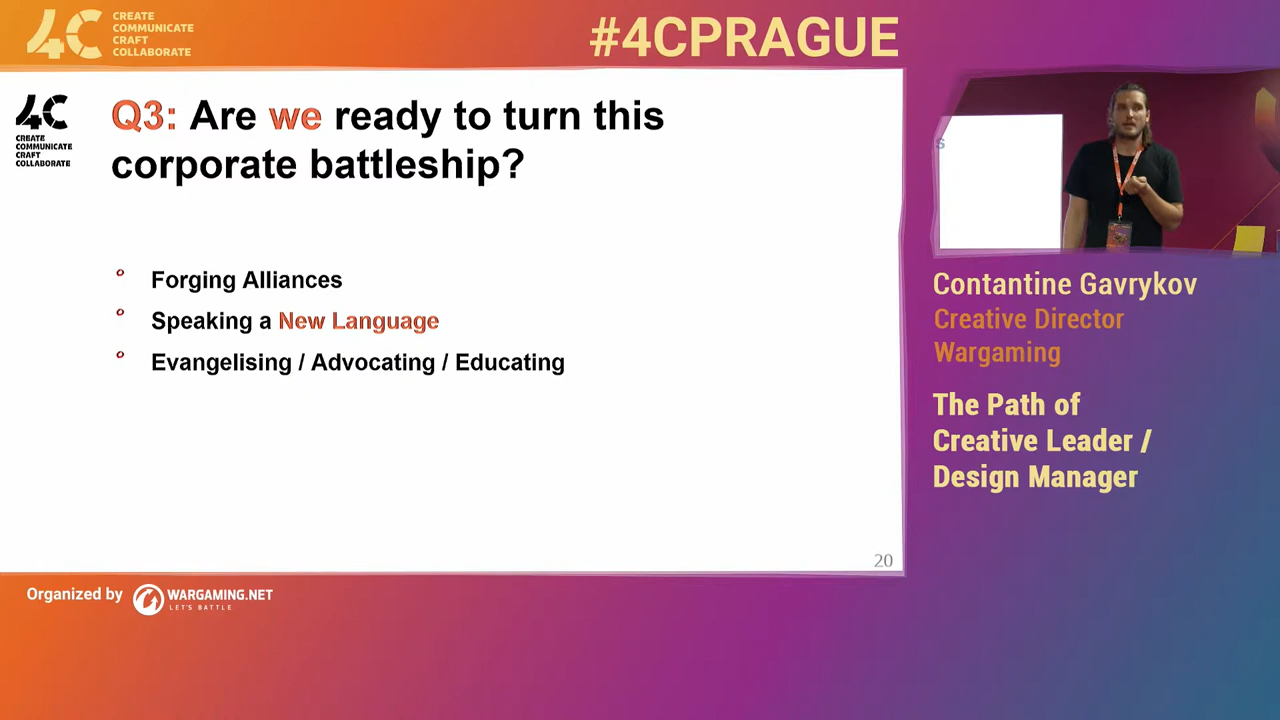 CREATE
COMMUNICATE
CRAFT
COLLABORATE
#4CPRAGUE
4C
CREATE
COMMUNICATE
CRAFT
COLLABORATE
Q3: Are we ready to turn this
corporate battleship?
Forging Alliances
Speaking a New Language
Evangelising / Advocating / Educating
20
s
Contantine Gavrykov
Creative Director
Wargaming
The Path of
Creative Leader /
Design Manager
Organized by
WARGAMING.NET
LET'S BATTLE
4C